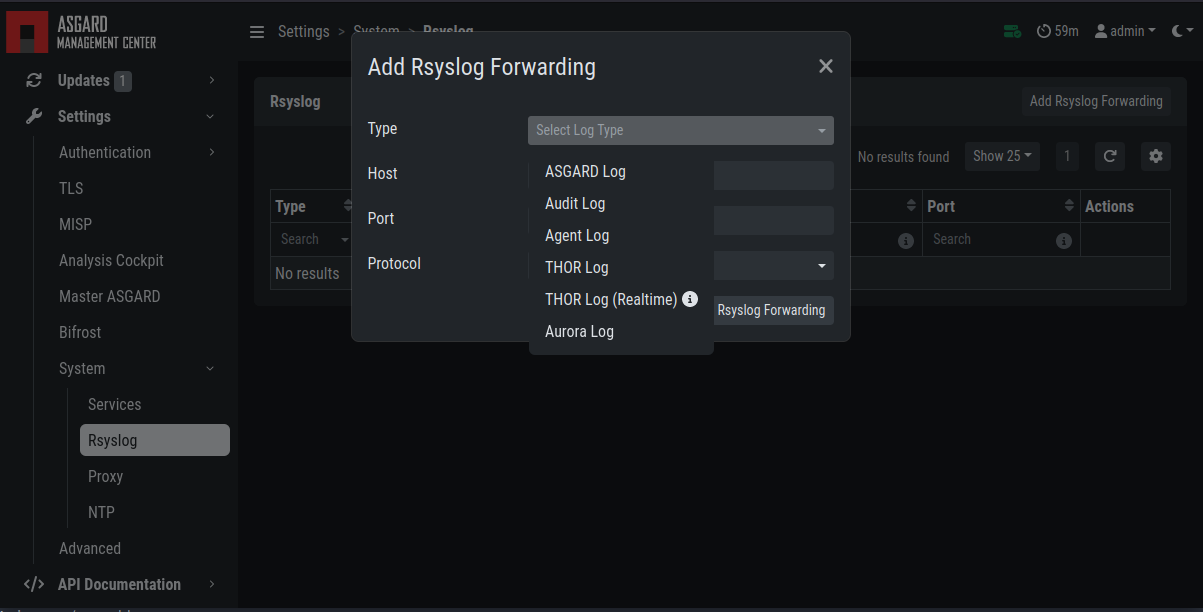 ASGARD
MANAGEMENT CENTER
Settings > System > Rsyslog
59m
admin
Updates 1
Settings
Authentication
TLS
MISP
Analysis Cockpit
Master ASGARD
Bifrost
System
Services
Rsyslog
Proxy
NTP
Advanced
API Documentation
Rsyslog
Add Rsyslog Forwarding
No results found
Show 25
1
Type
Port
Actions
Search
Search
No results
Add Rsyslog Forwarding
Type
Select Log Type
Host
Port
Protocol
ASGARD Log
Audit Log
Agent Log
THOR Log
THOR Log (Realtime)
Aurora Log
Rsyslog Forwarding